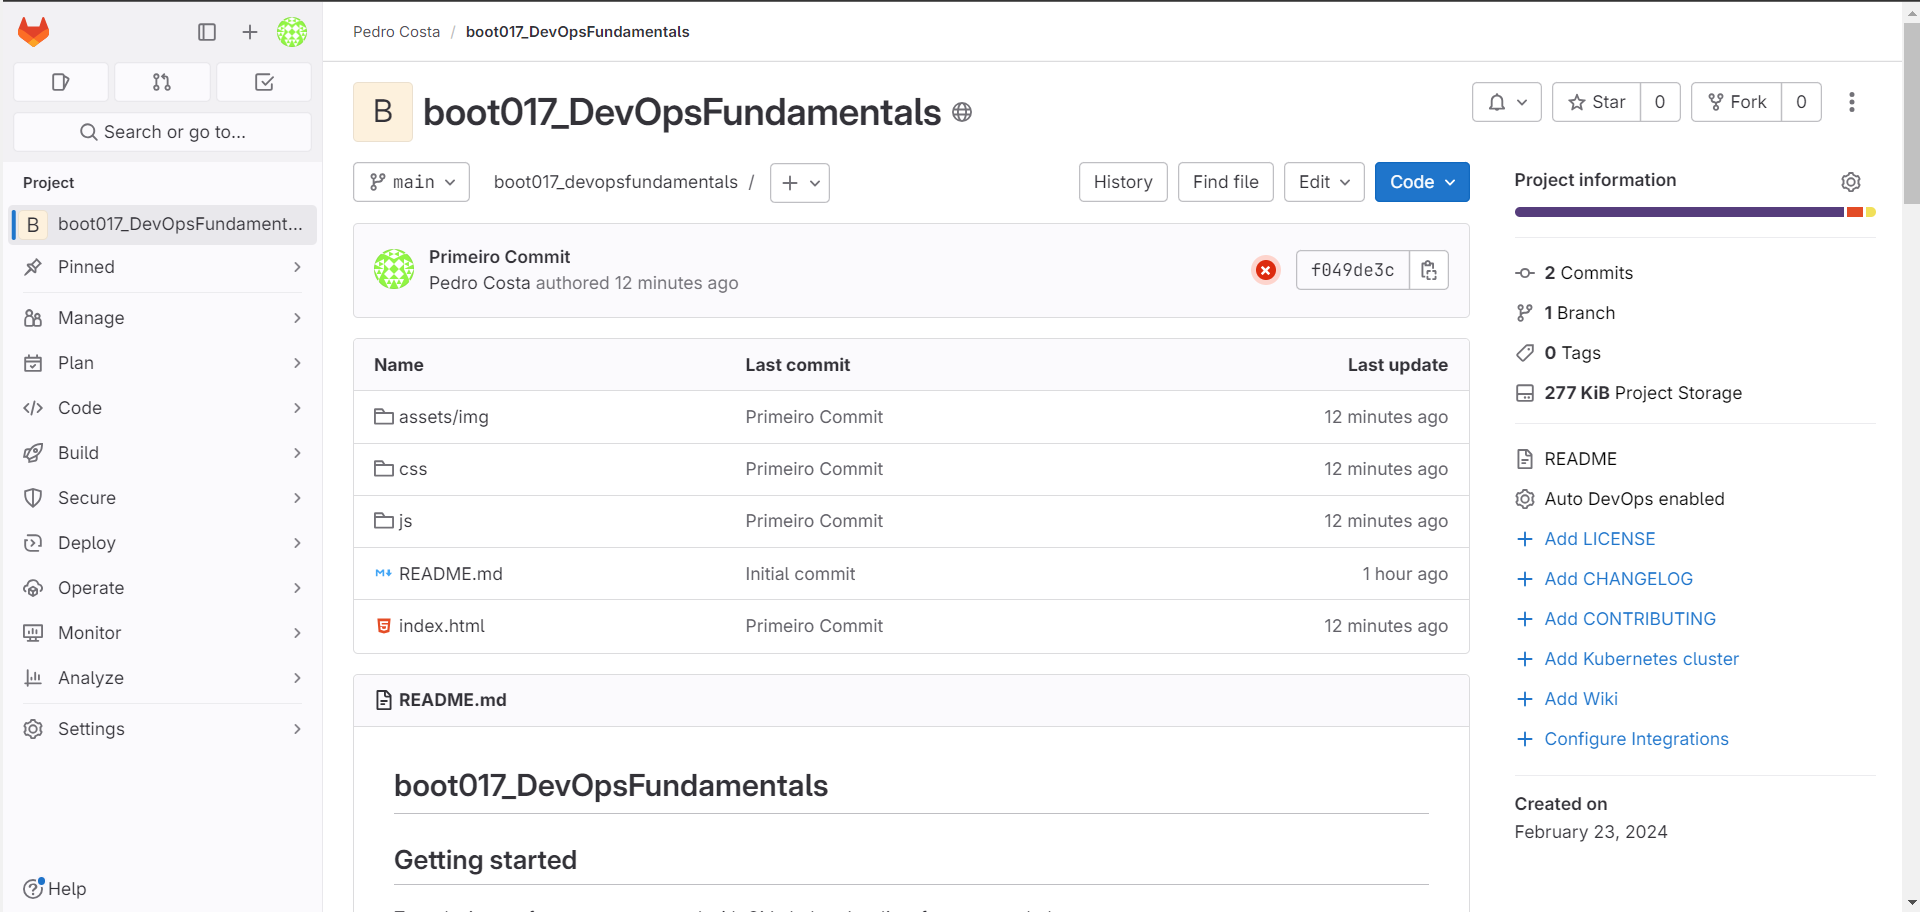 Pedro Costa / boot017_DevOpsFundamentals
Search or go to...
Project
B boot017_DevOpsFundament...
Pinned
Manage
Plan
Code
Build
Secure
Deploy
Operate
Monitor
Analyze
Settings
Help
B boot017_DevOpsFundamentals
Star 0
Fork 0
main
boot017_devopsfundamentals /
History
Find file
Edit
Code
Primeiro Commit
Pedro Costa authored 12 minutes ago
f049de3c
Name Last commit Last update
assets/img Primeiro Commit 12 minutes ago
css Primeiro Commit 12 minutes ago
js Primeiro Commit 12 minutes ago
README.md Initial commit 1 hour ago
index.html Primeiro Commit 12 minutes ago
README.md
boot017_DevOpsFundamentals
Getting started
Project information
2 Commits
1 Branch
0 Tags
277 KiB Project Storage
README
Auto DevOps enabled
Add LICENSE
Add CHANGELOG
Add CONTRIBUTING
Add Kubernetes cluster
Add Wiki
Configure Integrations
Created on
February 23, 2024